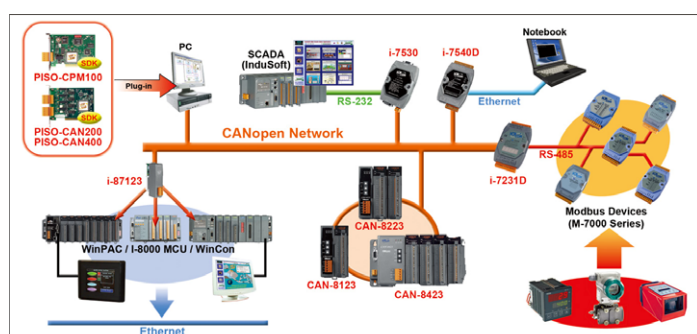 SDK
PISO-CPM100
SDK
PISO-CAN200
PISO-CAN400
Plug-in
PC
SCADA
(InduSoft)
RS-232
i-7530
i-7540D
Notebook
Ethernet
CANopen Network
i-7231D
RS-485
Modbus Devices
(M-7000 Series)
i-87123
WinPAC / I-8000 MCU / WinCon
CAN-8223
CAN-8123
CAN-8423
Ethernet